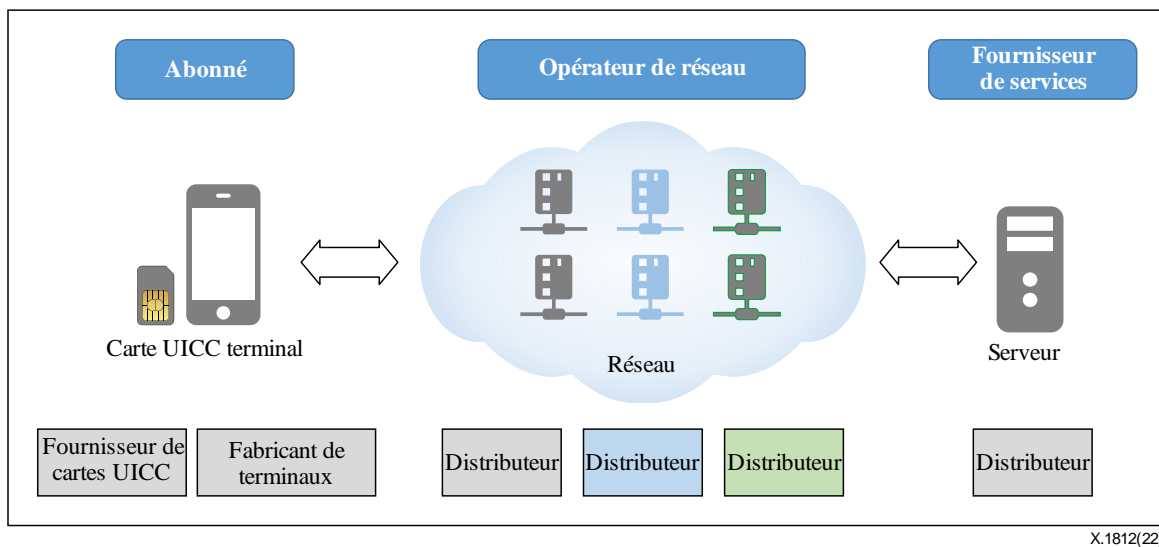 Abonné
Opérateur de réseau
Fournisseur
de services
Carte UICC terminal
Réseau
Serveur
Fournisseur de
cartes UICC
Fabricant de
terminaux
Distributeur
Distributeur
Distributeur
Distributeur
X.1812(22